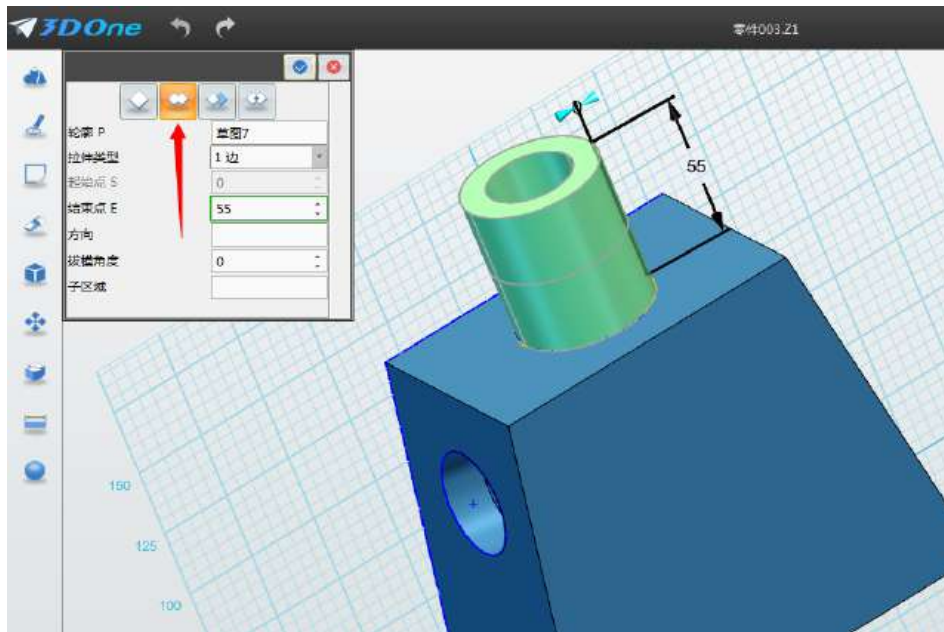 3DOne
零件003.Z1
轮廓 P
草图7
拉伸类型
1 边
起始点 S
0
结束点 E
55
方向
拔模角度
0
子区域
55
150
125
100